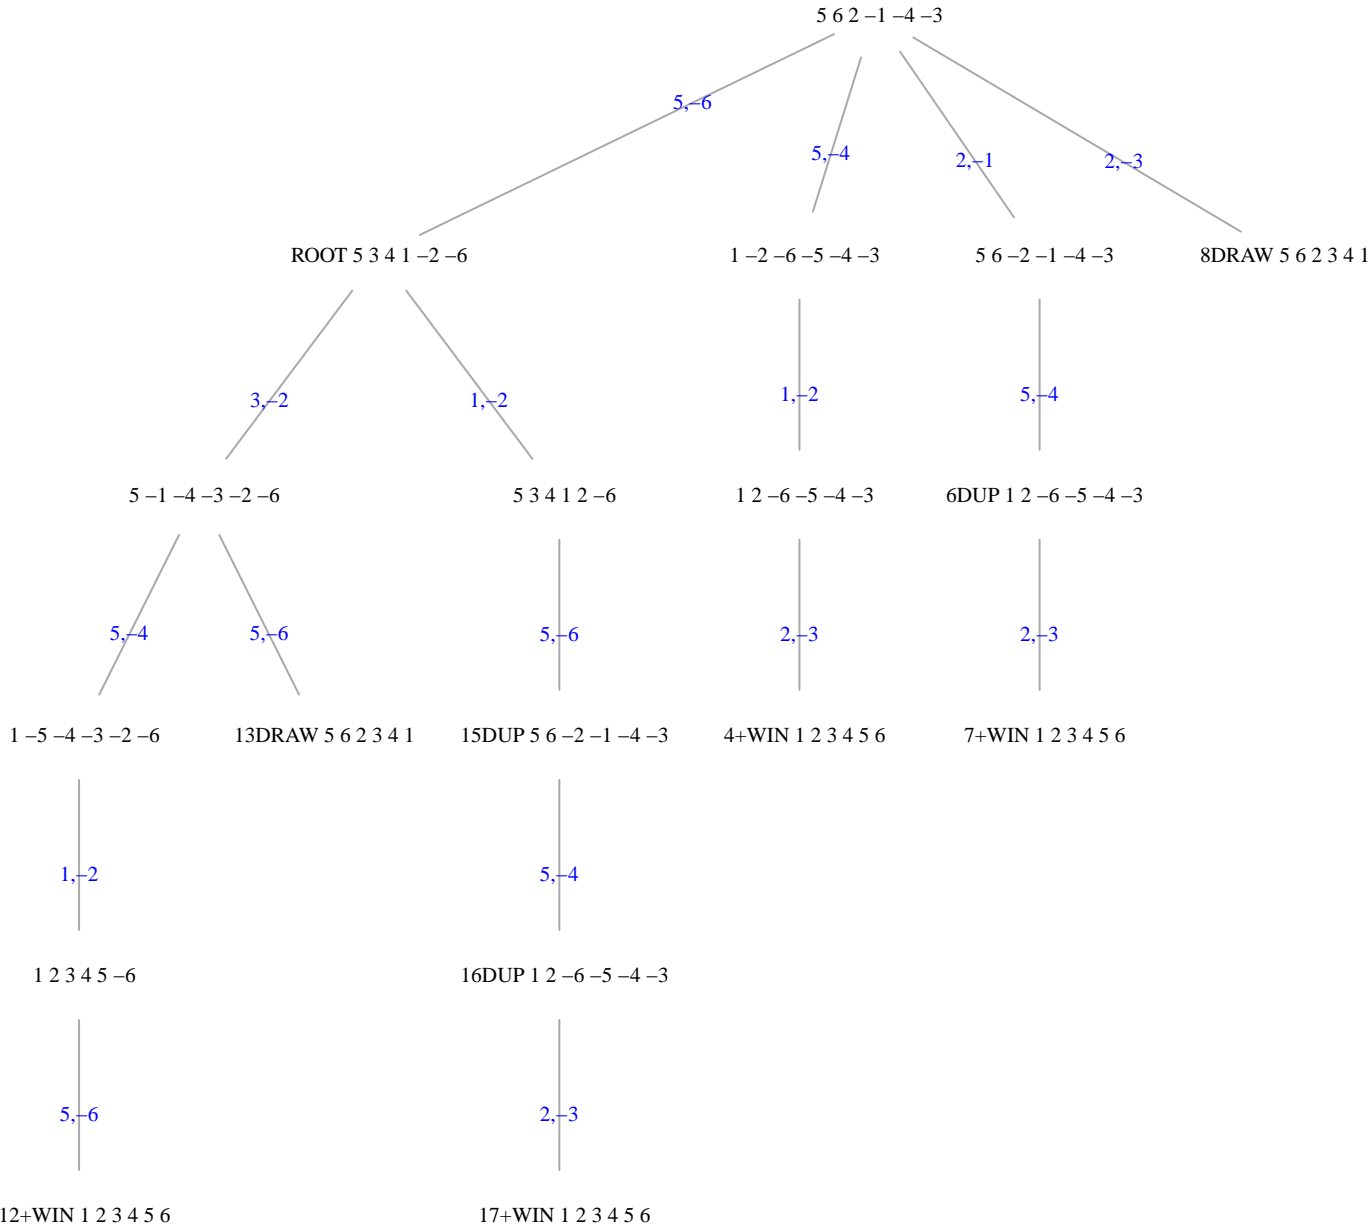 5 6 2 –1 –4 –3
5,–6
5,–4
2,–1
2,–3
ROOT 5 3 4 1 –2 –6
1 –2 –6 –5 –4 –3
5 6 –2 –1 –4 –3
8DRAW 5 6 2 3 4 1
3,–2
1,–2
1,–2
5,–4
5 –1 –4 –3 –2 –6
5 3 4 1 2 –6
1 2 –6 –5 –4 –3
6DUP 1 2 –6 –5 –4 –3
5,–4
5,–6
5,–6
2,–3
2,–3
1 –5 –4 –3 –2 –6
13DRAW 5 6 2 3 4 1
15DUP 5 6 –2 –1 –4 –3
4+WIN 1 2 3 4 5 6
7+WIN 1 2 3 4 5 6
1,–2
5,–4
1 2 3 4 5 –6
16DUP 1 2 –6 –5 –4 –3
5,–6
2,–3
12+WIN 1 2 3 4 5 6
17+WIN 1 2 3 4 5 6